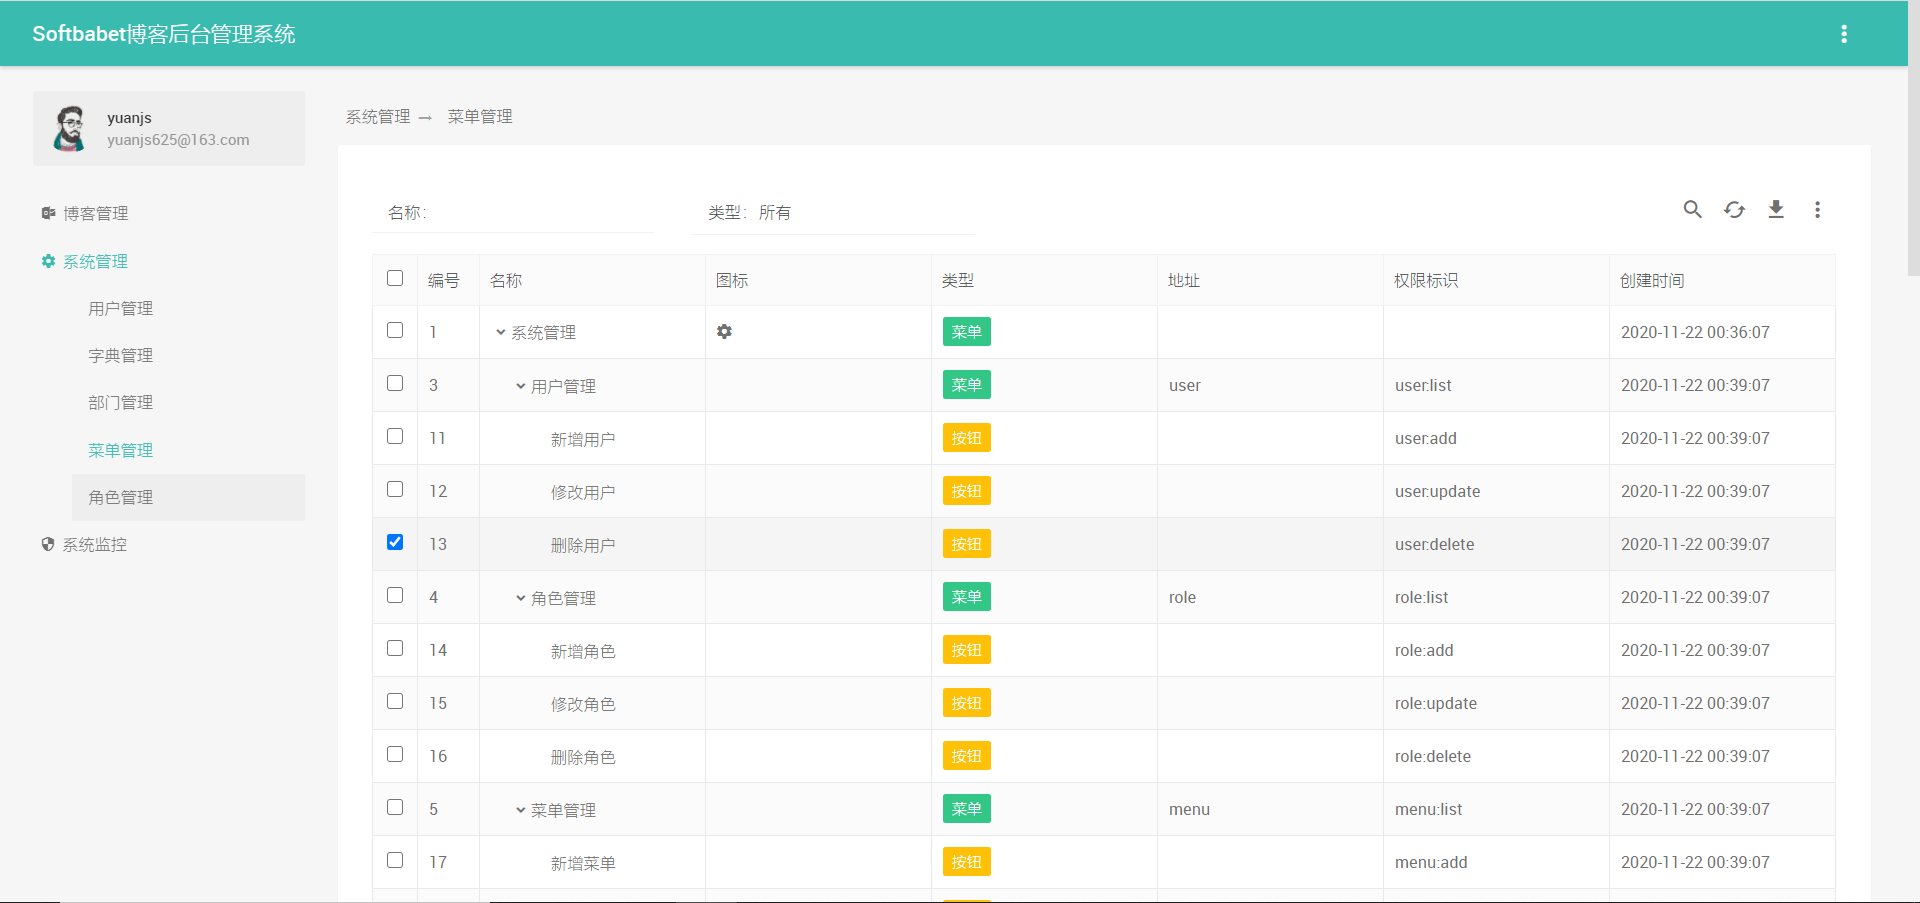 Softbabet博客后台管理系统
yuanjs
yuanjs625@163.com
博客管理
系统管理
用户管理
字典管理
部门管理
菜单管理
角色管理
系统监控
系统管理 → 菜单管理
名称:
类型: 所有
编号 名称 图标 类型 地址 权限标识 创建时间
1 系统管理 菜单 2020-11-22 00:36:07
3 用户管理 菜单 user user:list 2020-11-22 00:39:07
11 新增用户 按钮 user:add 2020-11-22 00:39:07
12 修改用户 按钮 user:update 2020-11-22 00:39:07
13 删除用户 按钮 user:delete 2020-11-22 00:39:07
4 角色管理 菜单 role role:list 2020-11-22 00:39:07
14 新增角色 按钮 role:add 2020-11-22 00:39:07
15 修改角色 按钮 role:update 2020-11-22 00:39:07
16 删除角色 按钮 role:delete 2020-11-22 00:39:07
5 菜单管理 菜单 menu menu:list 2020-11-22 00:39:07
17 新增菜单 按钮 menu:add 2020-11-22 00:39:07